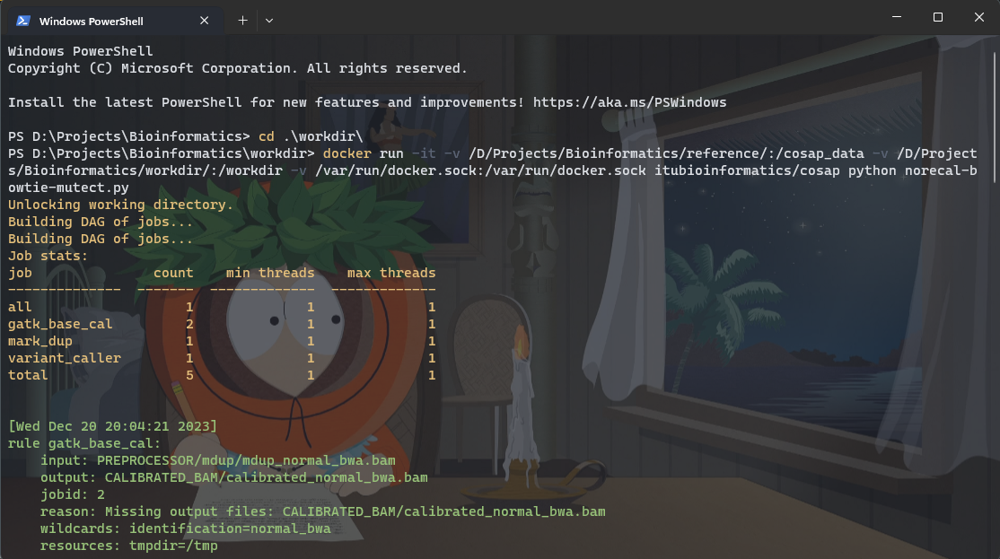 Windows PowerShell
Windows PowerShell
Copyright (C) Microsoft Corporation. All rights reserved.
Install the latest PowerShell for new features and improvements! https://aka.ms/PSWindows
PS D:\Projects\Bioinformatics> cd .\workdir\
PS D:\Projects\Bioinformatics\workdir> docker run -it -v /D/Projects/Bioinformatics/reference/:/cosap_data -v /D/Project
s/Bioinformatics/workdir/:/workdir -v /var/run/docker.sock:/var/run/docker.sock itubioinformatics/cosap python norecal-b
owtie-mutect.py
Unlocking working directory.
Building DAG of jobs...
Building DAG of jobs...
Job stats:
job               count    min threads    max threads
--------------  -------  -------------  -------------
all                   1              1              1
gatk_base_cal         2              1              1
mark_dup              1              1              1
variant_caller        1              1              1
total                 5              1              1
[Wed Dec 20 20:04:21 2023]
rule gatk_base_cal:
    input: PREPROCESSOR/mdup/mdup_normal_bwa.bam
    output: CALIBRATED_BAM/calibrated_normal_bwa.bam
    jobid: 2
    reason: Missing output files: CALIBRATED_BAM/calibrated_normal_bwa.bam
    wildcards: identification=normal_bwa
    resources: tmpdir=/tmp